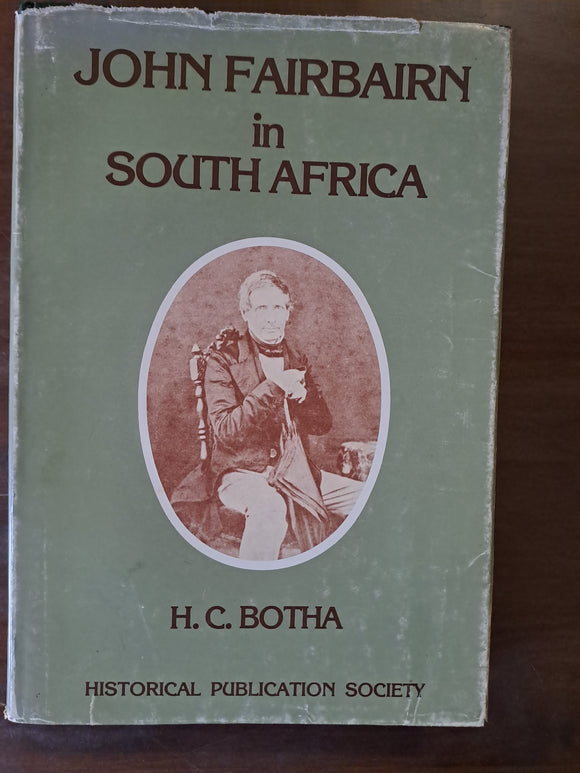 JOHN FAIRBAIRN
in
SOUTH AFRICA
H. C. BOTHA
HISTORICAL PUBLICATION SOCIETY